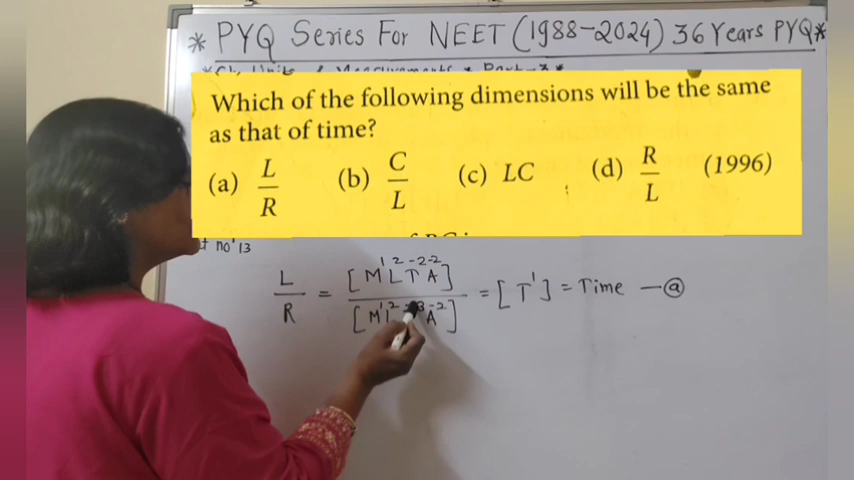 * PYQ Series For NEET (1988-2024) 36 Years PYQ*
Which of the following dimensions will be the same
as that of time?
(a) L/R (b) C/L (c) LC (d) R/L (1996)
no' 13
L/R = [M¹L²T⁻²A⁻²]/[M¹L² ⁻³A⁻²] = [T¹] = Time — ⓐ